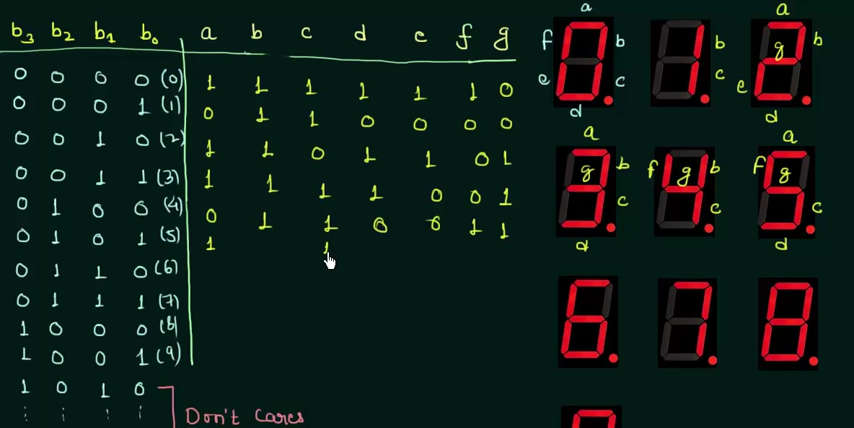 b3 b2 b1 b0 a b c d e f g
0 0 0 0 (0) 1 1 1 1 1 1 0
0 0 0 1 (1) 0 1 1 0 0 0 0
0 0 1 0 (2) 1 1 0 1 1 0 1
0 0 1 1 (3) 1 1 1 1 0 0 1
0 1 0 0 (4) 0 1 1 0 0 1 1
0 1 0 1 (5) 1 1
0 1 1 0 (6)
0 1 1 1 (7)
1 0 0 0 (8)
1 0 0 1 (9)
1 0 1 0
Don't Cares
a
f b
e c
d
b
c
a
g b
e
d
a
g b
c
d
f g b
c
a
f g
c
d